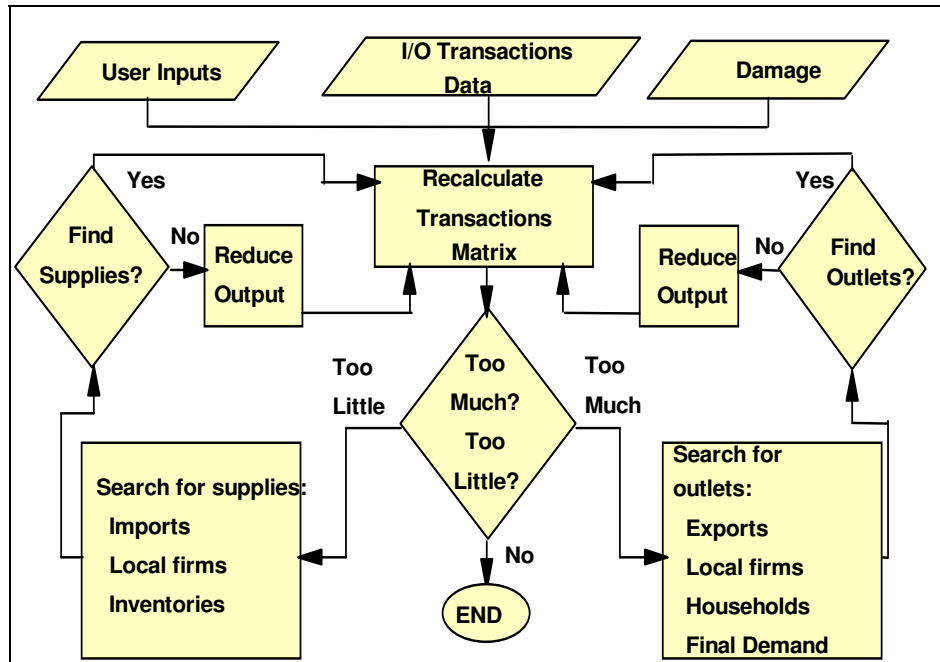 User Inputs
I/O Transactions
Data
Damage
Yes
Recalculate
Transactions
Matrix
Yes
Find
Supplies?
No
Reduce
Output
Reduce
Output
No
Find
Outlets?
Too
Little
Too
Much?
Too
Little?
Too
Much
Search for supplies:
Imports
Local firms
Inventories
Search for
outlets:
Exports
Local firms
Households
Final Demand
No
END